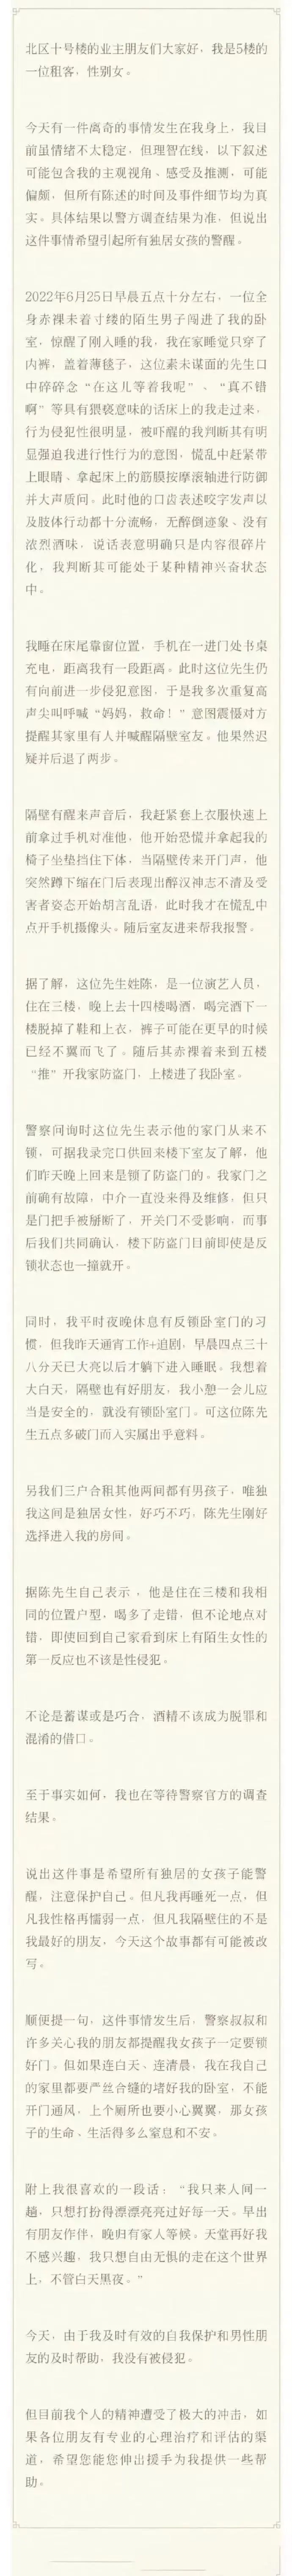 北区十号楼的业主朋友们大家好，我是5楼的
一位租客，性别女。
今天有一件离奇的事情发生在我身上，我目
前虽情绪不太稳定，但理智在线，以下叙述
可能包含我的主观视角、感受及推测，可能
偏颇，但所有陈述的时间及事件细节均为真
实。具体结果以警方调查结果为准，但说出
这件事情希望引起所有独居女孩的警醒。
2022年6月25日早晨五点十分左右，一位全
身赤裸未着寸缕的陌生男子闯进了我的卧
室，惊醒了刚入睡的我，我在家睡觉只穿了
内裤，盖着薄毯子，这位素未谋面的先生口
中碎碎念“在这儿等着我呢”、“真不错
啊”等具有猥亵意味的话床上的我走过来，
行为侵犯性很明显，被吓醒的我判断其有明
显强迫我进行性行为的意图，慌乱中赶紧带
上眼睛、拿起床上的筋膜按摩滚轴进行防御
并大声质问。此时他的口齿表述咬字发声以
及肢体行动都十分流畅，无醉倒迹象、没有
浓烈酒味，说话表意明确只是内容很碎片
化，我判断其可能处于某种精神兴奋状态
中。
我睡在床尾靠窗位置，手机在一进门处书桌
充电，距离我有一段距离。此时这位先生仍
有向前进一步侵犯意图，于是我多次重复高
声尖叫呼喊“妈妈，救命！”意图震慑对方
提醒其家里有人并喊醒隔壁室友。他果然迟
疑并后退了两步。
隔壁有醒来声音后，我赶紧套上衣服快速上
前拿过手机对准他，他开始恐慌并拿起我的
椅子坐垫挡住下体，当隔壁传来开门声，他
突然蹲下缩在门后表现出醉汉神志不清及受
害者姿态开始胡言乱语，此时我才在慌乱中
点开手机摄像头。随后室友进来帮我报警。
据了解，这位先生姓陈，是一位演艺人员，
住在三楼，晚上去十四楼喝酒，喝完酒下一
楼脱掉了鞋和上衣，裤子可能在更早的时候
已经不翼而飞了。随后其赤裸着来到五楼
“推”开我家防盗门，上楼进了我卧室。
警察问询时这位先生表示他的家门从来不
锁，可据我录完口供回来楼下室友了解，他
们昨天晚上回来是锁了防盗门的。我家门之
前确有故障，中介一直没来得及维修，但只
是门把手被掰断了，开关门不受影响，而事
后我们共同确认，楼下防盗门目前即使是反
锁状态也一撞就开。
同时，我平时夜晚休息有反锁卧室门的习
惯，但我昨天通宵工作+追剧，早晨四点三十
八分天已大亮以后才躺下进入睡眠。我想着
大白天，隔壁也有好朋友，我小憩一会儿应
当是安全的，就没有锁卧室门。可这位陈先
生五点多破门而入实属出乎意料。
另我们三户合租其他两间都有男孩子，唯独
我这间是独居女性，好巧不巧，陈先生刚好
选择进入我的房间。
据陈先生自己表示，他是住在三楼和我相
同的位置户型，喝多了走错，但不论地点对
错，即使回到自己家看到床上有陌生女性的
第一反应也不该是性侵犯。
不论是蓄谋或是巧合，酒精不该成为脱罪和
混淆的借口。
至于事实如何，我也在等待警察官方的调查
结果。
说出这件事是希望所有独居的女孩子能警
醒，注意保护自己。但凡我再睡死一点，但
凡我性格再懦弱一点，但凡我隔壁住的不是
我最好的朋友，今天这个故事都有可能被改
写。
顺便提一句，这件事情发生后，警察叔叔和
许多关心我的朋友都提醒我女孩子一定要锁
好门。但如果连白天、连清晨，我在我自己
的家里都要严丝合缝的堵好我的卧室，不能
开门通风，上个厕所也要小心翼翼，那女孩
子的生命、生活得多么窒息和不安。
附上我很喜欢的一段话：“我只来人间一
趟，只想打扮得漂漂亮亮过好每一天。早出
有朋友作伴，晚归有家人等候。天堂再好我
不感兴趣，我只想自由无惧的走在这个世界
上，不管白天黑夜。”
今天，由于我及时有效的自我保护和男性朋
友的及时帮助，我没有被侵犯。
但目前我个人的精神遭受了极大的冲击，如
果各位朋友有专业的心理治疗和评估的渠
道，希望您能您伸出援手为我提供一些帮
助。